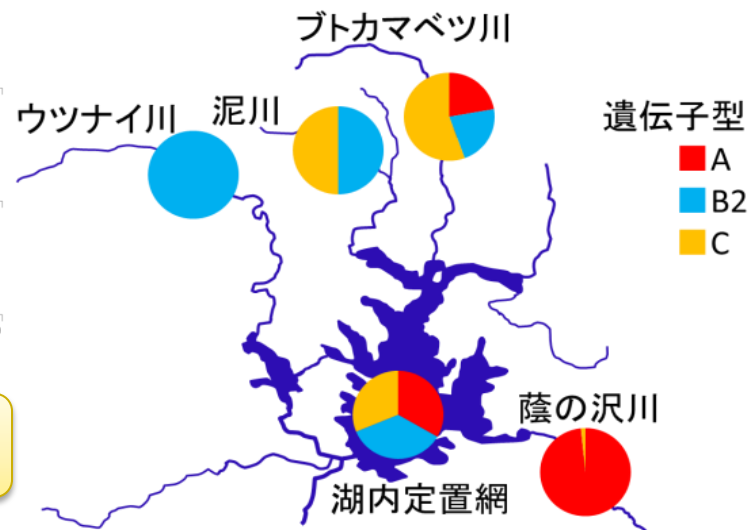 ブトカマベツ川
泥川
ウツナイ川
遺伝子型
A
B2
C
蔭の沢川
湖内定置網